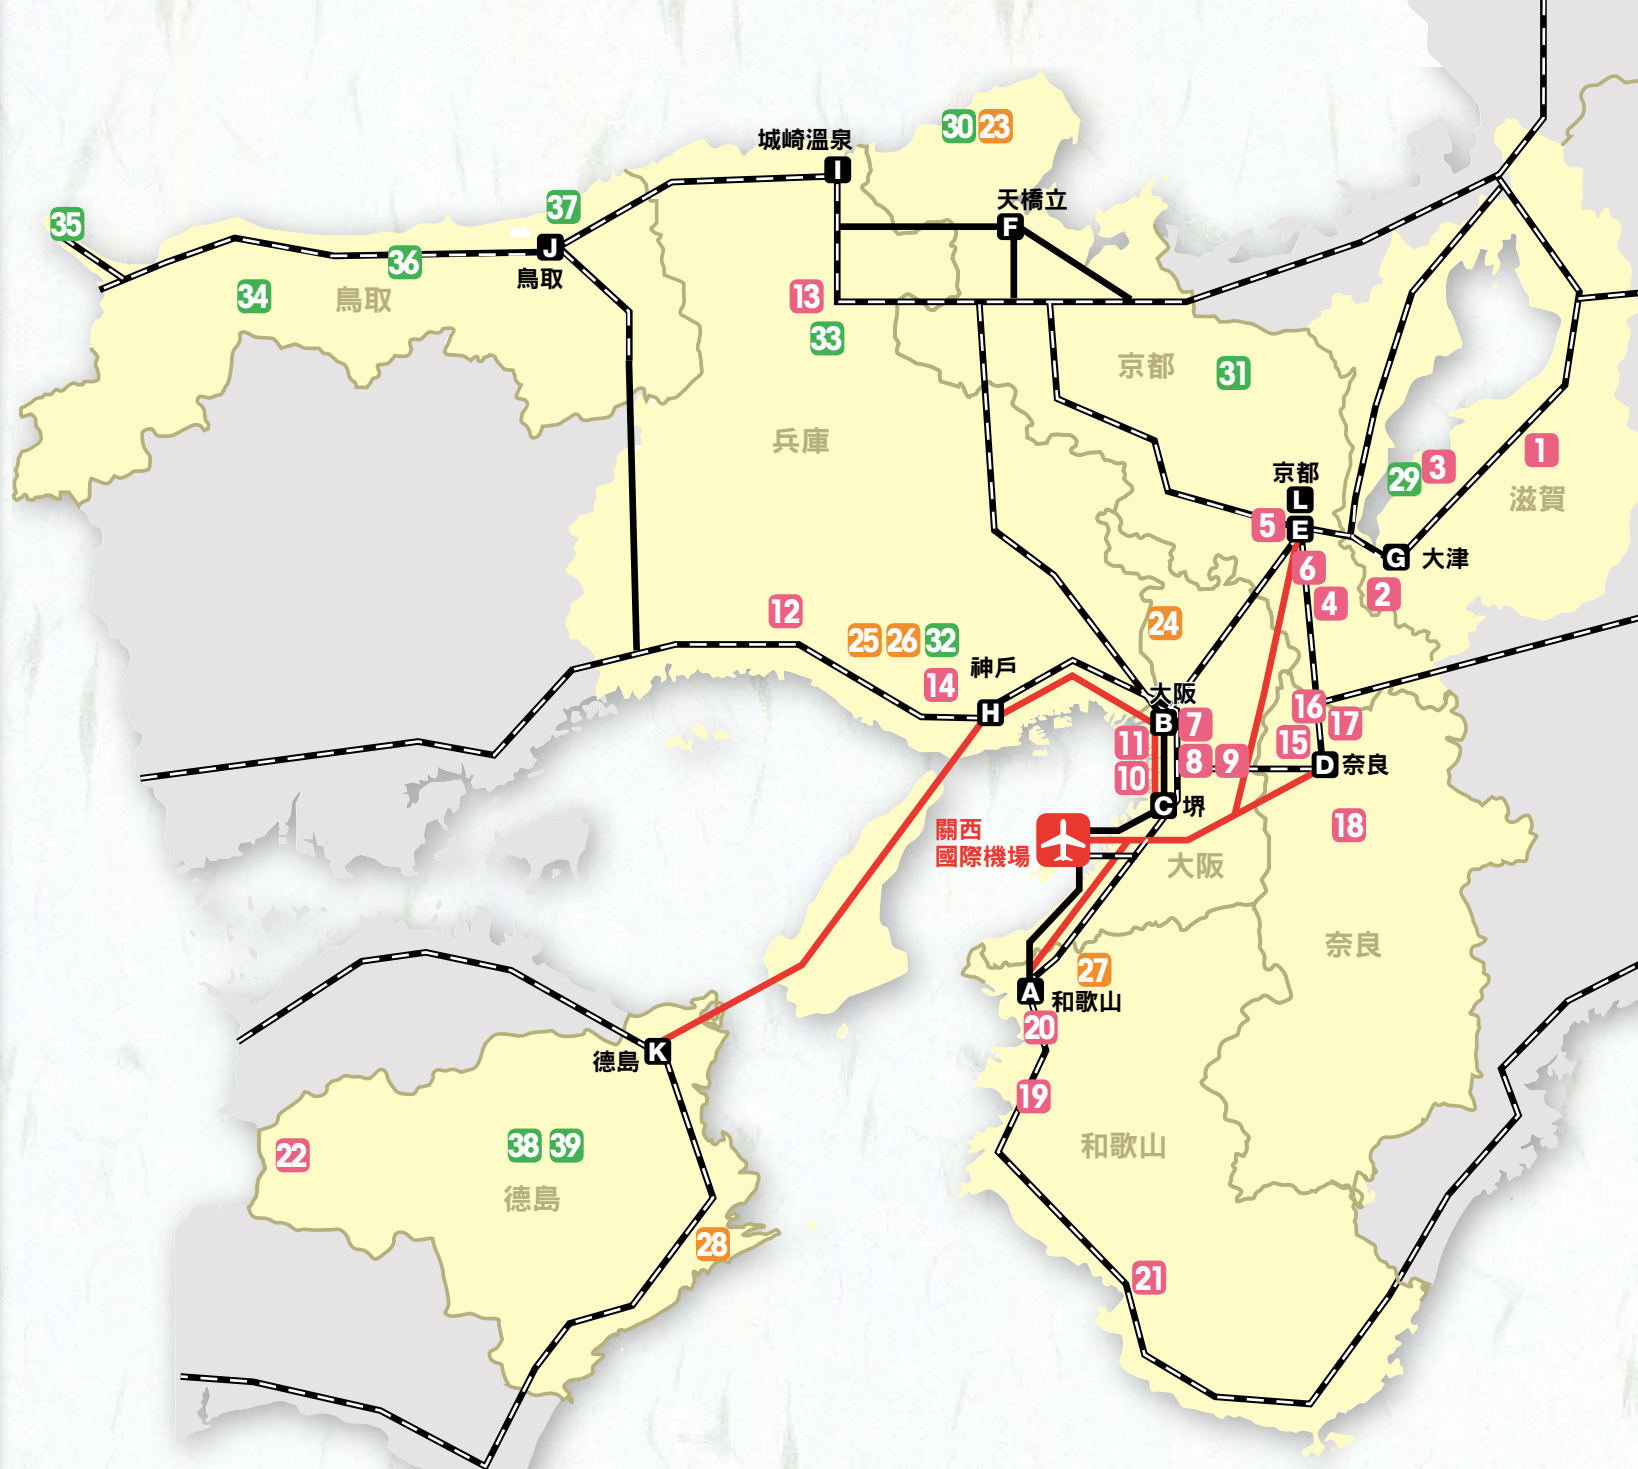 30 23
城崎溫泉
I
天橋立
F
37
35
J
36
鳥取
34
鳥取
13
33
京都
31
兵庫
1
3
29
京都
滋賀
L
5
E
G
大津
6
2
4
12
24
25 26 32
神戶
14
大阪
H
B
7
16
17
11
15
8
9
D
奈良
10
C
堺
18
關西
國際機場
大阪
奈良
27
A
和歌山
20
德島
K
19
22
38 39
和歌山
德島
28
21